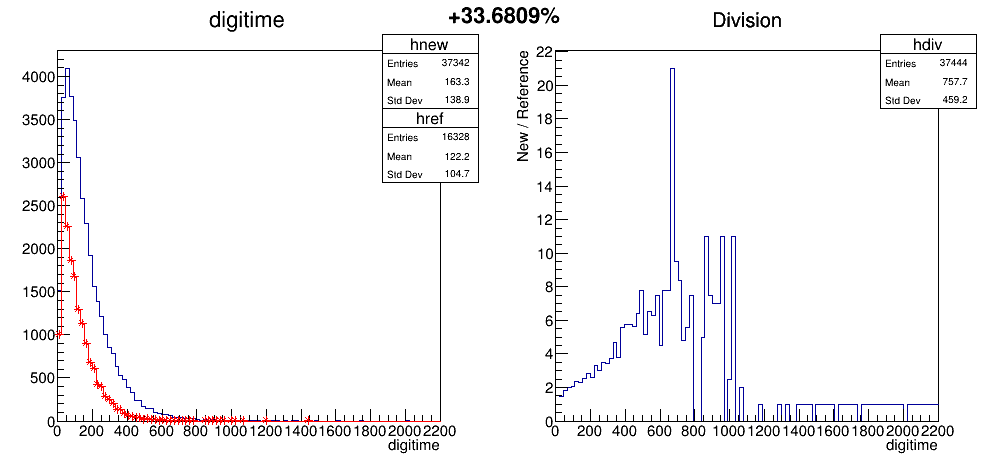 digitime
+33.6809%
Division
hnew
Entries 37342
Mean 163.3
Std Dev 138.9
href
Entries 16328
Mean 122.2
Std Dev 104.7
4000
3500
3000
2500
2000
1500
1000
500
0
0 200 400 600 800 1000 1200 1400 1600 1800 2000 2200
digitime
hdiv
Entries 37444
Mean 757.7
Std Dev 459.2
New / Reference
22
20
18
16
14
12
10
8
6
4
2
0
0 200 400 600 800 1000 1200 1400 1600 1800 2000 2200
digitime